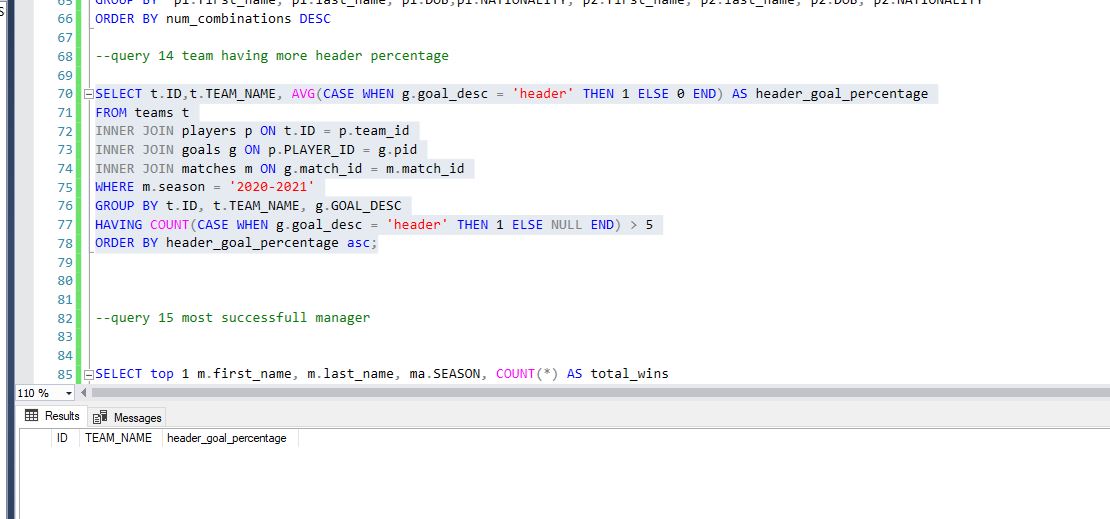 65 GROUP BY p1.first_name, p1.last_name, p1.DOB,p1.NATIONALITY, p2.first_name, p2.last_name, p2.DOB, p2.NATIONALITY
66 ORDER BY num_combinations DESC
67
68 --query 14 team having more header percentage
69
70 SELECT t.ID,t.TEAM_NAME, AVG(CASE WHEN g.goal_desc = 'header' THEN 1 ELSE 0 END) AS header_goal_percentage
71 FROM teams t
72 INNER JOIN players p ON t.ID = p.team_id
73 INNER JOIN goals g ON p.PLAYER_ID = g.pid
74 INNER JOIN matches m ON g.match_id = m.match_id
75 WHERE m.season = '2020-2021'
76 GROUP BY t.ID, t.TEAM_NAME, g.GOAL_DESC
77 HAVING COUNT(CASE WHEN g.goal_desc = 'header' THEN 1 ELSE NULL END) > 5
78 ORDER BY header_goal_percentage asc;
79
80
81
82 --query 15 most successfull manager
83
84
85 SELECT top 1 m.first_name, m.last_name, ma.SEASON, COUNT(*) AS total_wins
110 %
Results Messages
ID TEAM_NAME header_goal_percentage